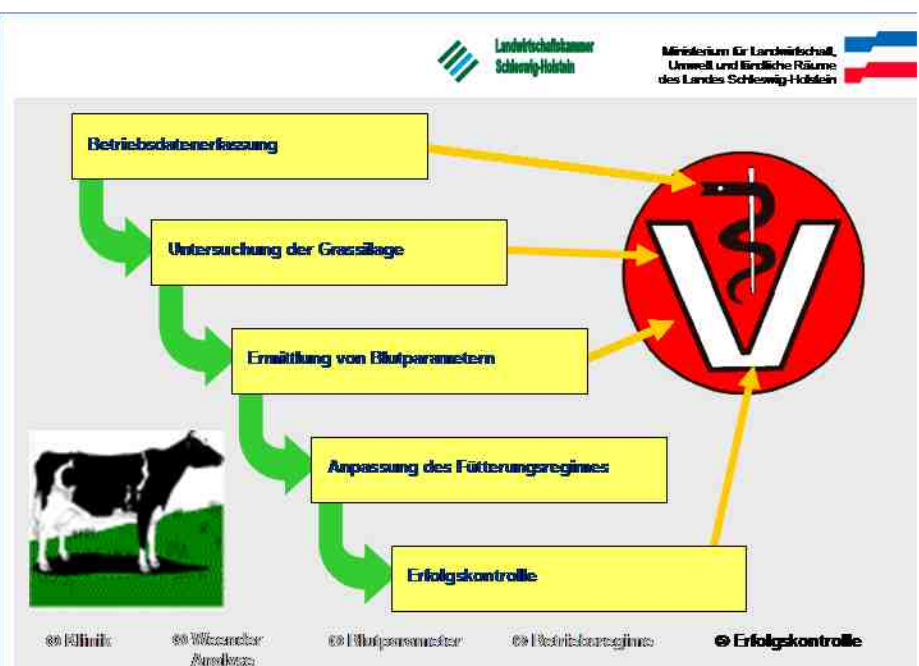 Landwirtschaftskammer
Schleswig-Holstein
Ministerium für Landwirtschaft,
Umwelt und ländliche Räume
des Landes Schleswig-Holstein
Betriebsdatenerfassung
Untersuchung der Grassilage
Ermittlung von Blutparametern
Anpassung des Fütterungsregimes
Erfolgskontrolle
V
Klinik
Weender
Analyse
Blutparameter
Betriebsregime
Erfolgskontrolle